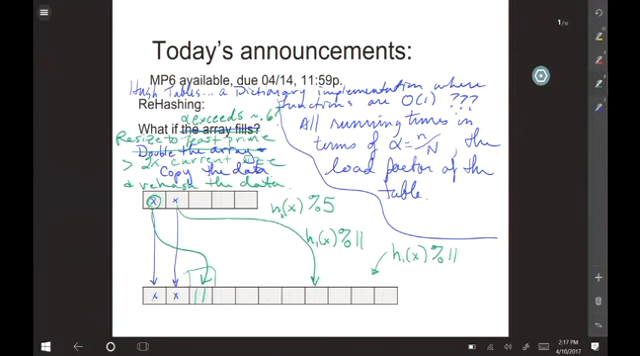 1/11
Today's announcements:
MP6 available, due 04/14, 11:59p.
Hash Tables... a Dictionary implementation where
functions are O(1) ???
ReHashing:
α exceeds ~.6?
What if the array fills?
All running times in
terms of α = n/N, the
load factor of the
table.
Resize to least prime
Double the array
> 2x current size
Copy the data
& rehash the data.
x x
h(x) % 5
h₁(x) % 11
h₁(x) % 11
x x
2:17 PM
4/10/2017